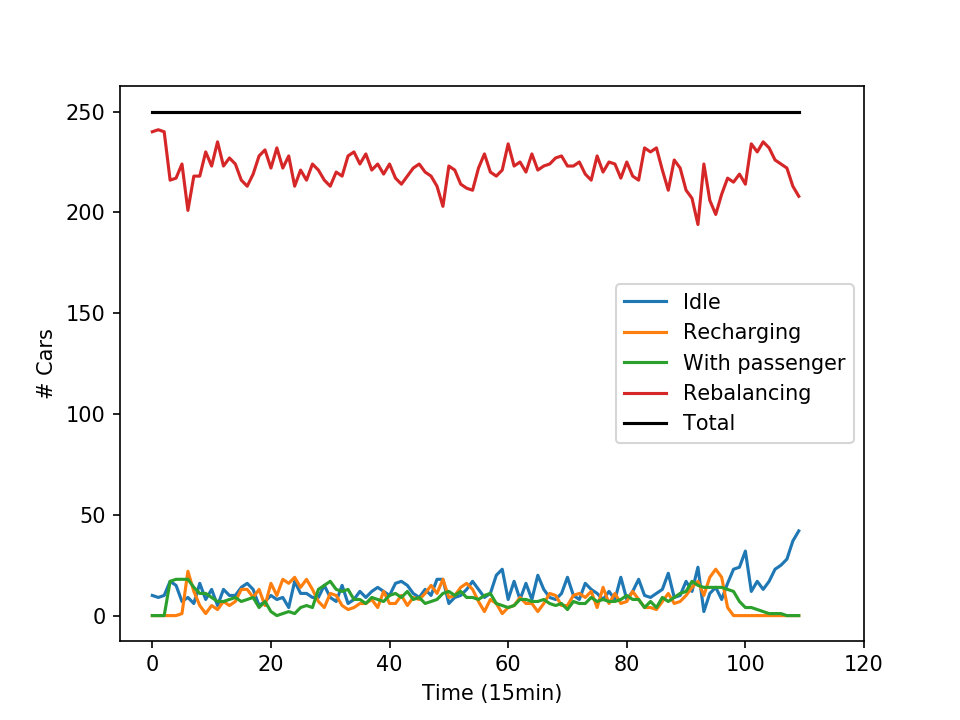 250
200
150
100
50
0
# Cars
Idle
Recharging
With passenger
Rebalancing
Total
0 20 40 60 80 100 120
Time (15min)